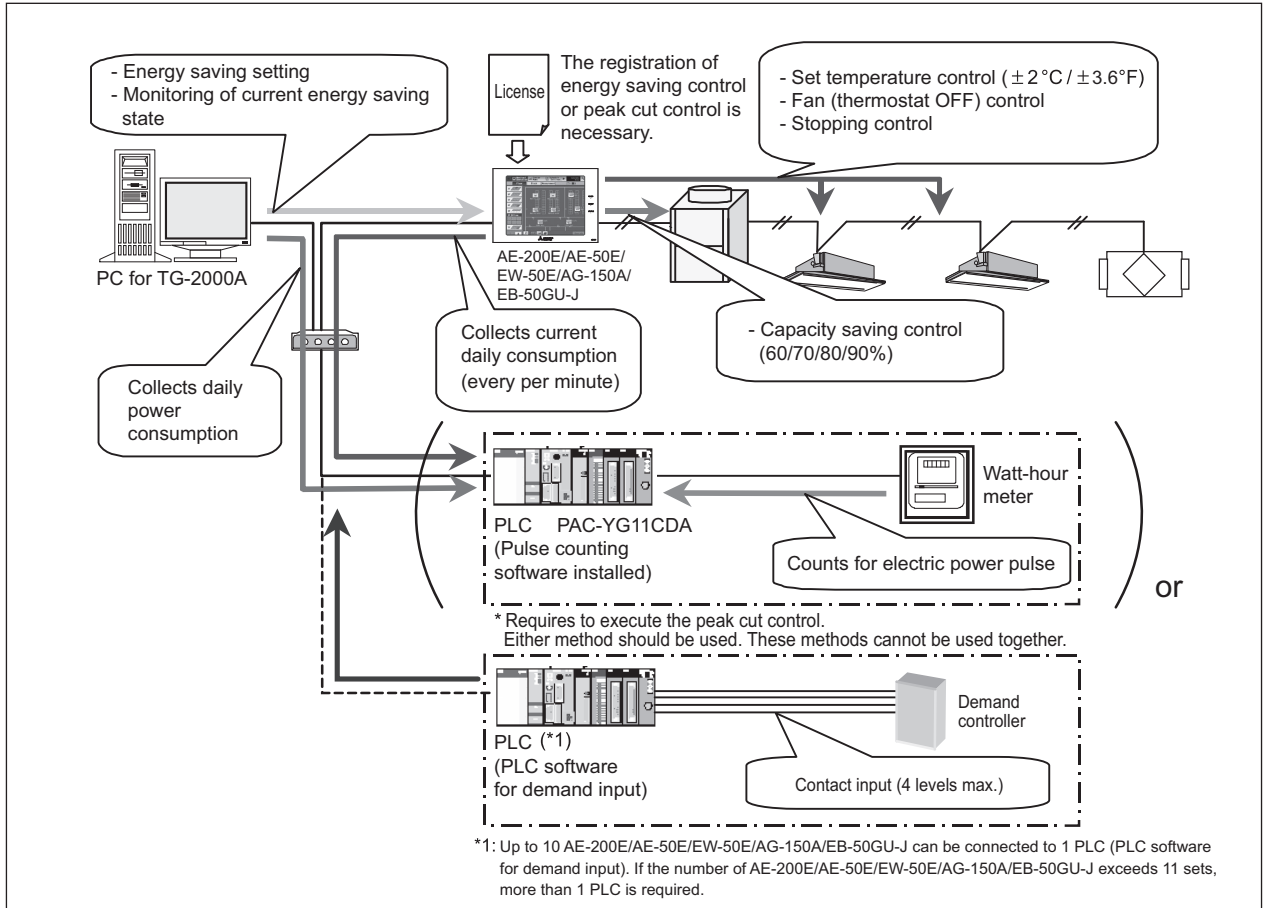 - Energy saving setting
- Monitoring of current energy saving
state
License
The registration of
energy saving control
or peak cut control is
necessary.
- Set temperature control (±2°C / ±3.6°F)
- Fan (thermostat OFF) control
- Stopping control
PC for TG-2000A
AE-200E/AE-50E/
EW-50E/AG-150A/
EB-50GU-J
- Capacity saving control
(60/70/80/90%)
Collects current
daily consumption
(every per minute)
Collects daily
power
consumption
PLC PAC-YG11CDA
(Pulse counting
software installed)
Watt-hour
meter
Counts for electric power pulse
or
* Requires to execute the peak cut control.
Either method should be used. These methods cannot be used together.
PLC (*1)
(PLC software
for demand input)
Demand
controller
Contact input (4 levels max.)
*1: Up to 10 AE-200E/AE-50E/EW-50E/AG-150A/EB-50GU-J can be connected to 1 PLC (PLC software
for demand input). If the number of AE-200E/AE-50E/EW-50E/AG-150A/EB-50GU-J exceeds 11 sets,
more than 1 PLC is required.